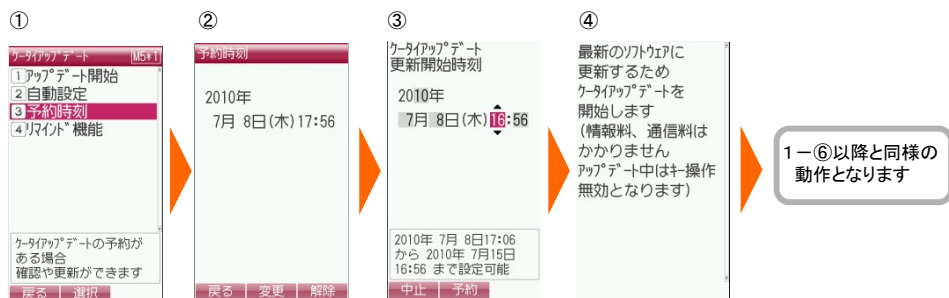 ①
ｹｰﾀｲｱｯﾌﾟﾃﾞｰﾄ M5*1
1 ｱｯﾌﾟﾃﾞｰﾄ開始
2 自動設定
3 予約時刻
4 ﾘﾏｲﾝﾄﾞ機能
ｹｰﾀｲｱｯﾌﾟﾃﾞｰﾄの予約が
ある場合
確認や更新ができます
戻る 選択
②
予約時刻
2010年
7月 8日(木)17:56
戻る 変更 解除
③
ｹｰﾀｲｱｯﾌﾟﾃﾞｰﾄ
更新開始時刻
2010年
7月 8日(木)16:56
2010年 7月 8日17:06
から 2010年 7月15日
16:56 まで設定可能
中止 予約
④
最新のｿﾌﾄｳｪｱに
更新するため
ｹｰﾀｲｱｯﾌﾟﾃﾞｰﾄを
開始します
(情報料、通信料は
かかりません
ｱｯﾌﾟﾃﾞｰﾄ中はｷｰ操作
無効となります)
１－⑥以降と同様の
動作となります